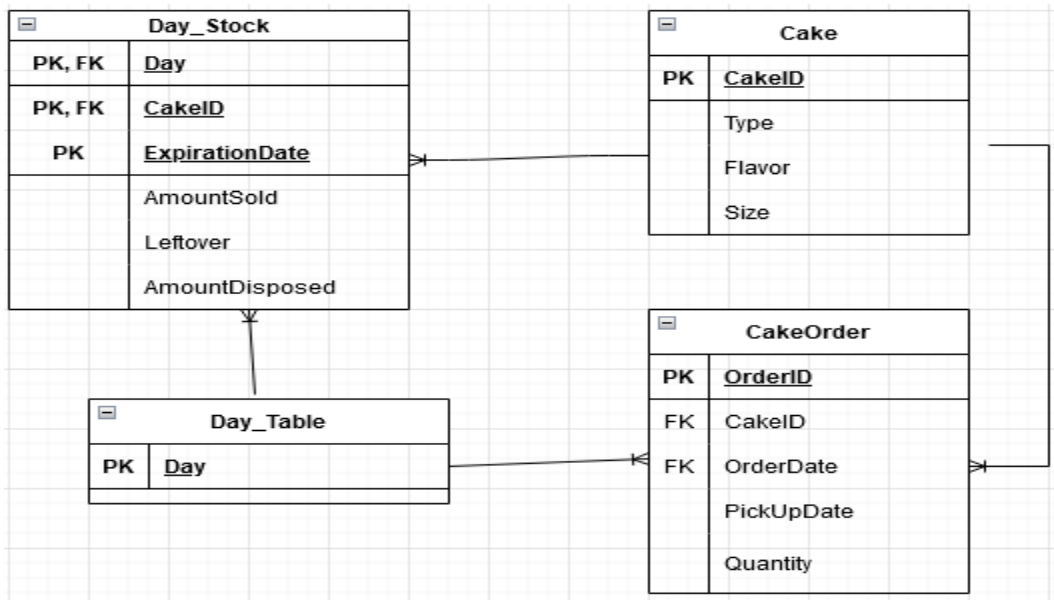 Day_Stock
PK, FK Day
PK, FK CakeID
PK ExpirationDate
AmountSold
Leftover
AmountDisposed
Cake
PK CakeID
Type
Flavor
Size
Day_Table
PK Day
CakeOrder
PK OrderID
FK CakeID
FK OrderDate
PickUpDate
Quantity